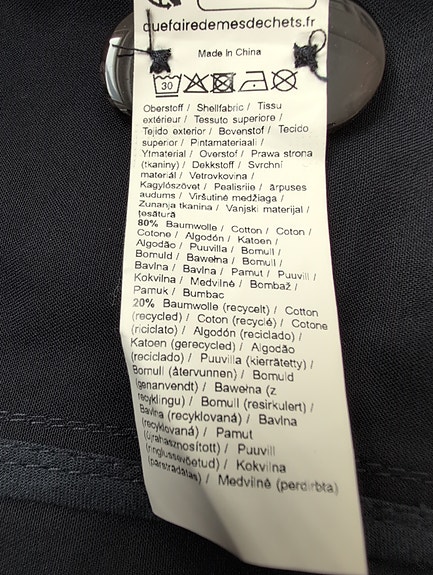 quefairedemesdechets.fr
Made In China
30
Oberstoff / Shellfabric / Tissu
extérieur / Tessuto superiore /
Tejido exterior / Bovenstof / Tecido
superior / Pintamateriaali /
Ytmaterial / Overstof / Prawa strona
(tkaniny) / Dekkstoff / Svrchní
materiál / Vetrovkovina /
Kagylószövet / Pealisriie / ārpuses
audums / Viršutinė medžiaga /
Zunanja tkanina / Vanjski materijal /
țesătură
80% Baumwolle / Cotton / Coton /
Cotone / Algodón / Katoen /
Algodão / Puuvilla / Bomull /
Bomuld / Bawełna / Bomull /
Bavlna / Bavlna / Pamut / Puuvill /
Kokvilna / Medvilnė / Bombaž /
Pamuk / Bumbac
20% Baumwolle (recycelt) / Cotton
(recycled) / Coton (recyclé) / Cotone
(riciclato) / Algodón (reciclado) /
Katoen (gerecycled) / Algodão
(reciclado) / Puuvilla (kierrätetty) /
Bomull (återvunnen) / Bomuld
(genanvendt) / Bawełna (z
recyklingu) / Bomull (resirkulert) /
Bavlna (recyklovaná) / Bavlna
(recyklovaná) / Pamut
(újrahasznosított) / Puuvill
(ringlussevõetud) / Kokvilna
(pārstrādātas) / Medvilnė (perdirbta)